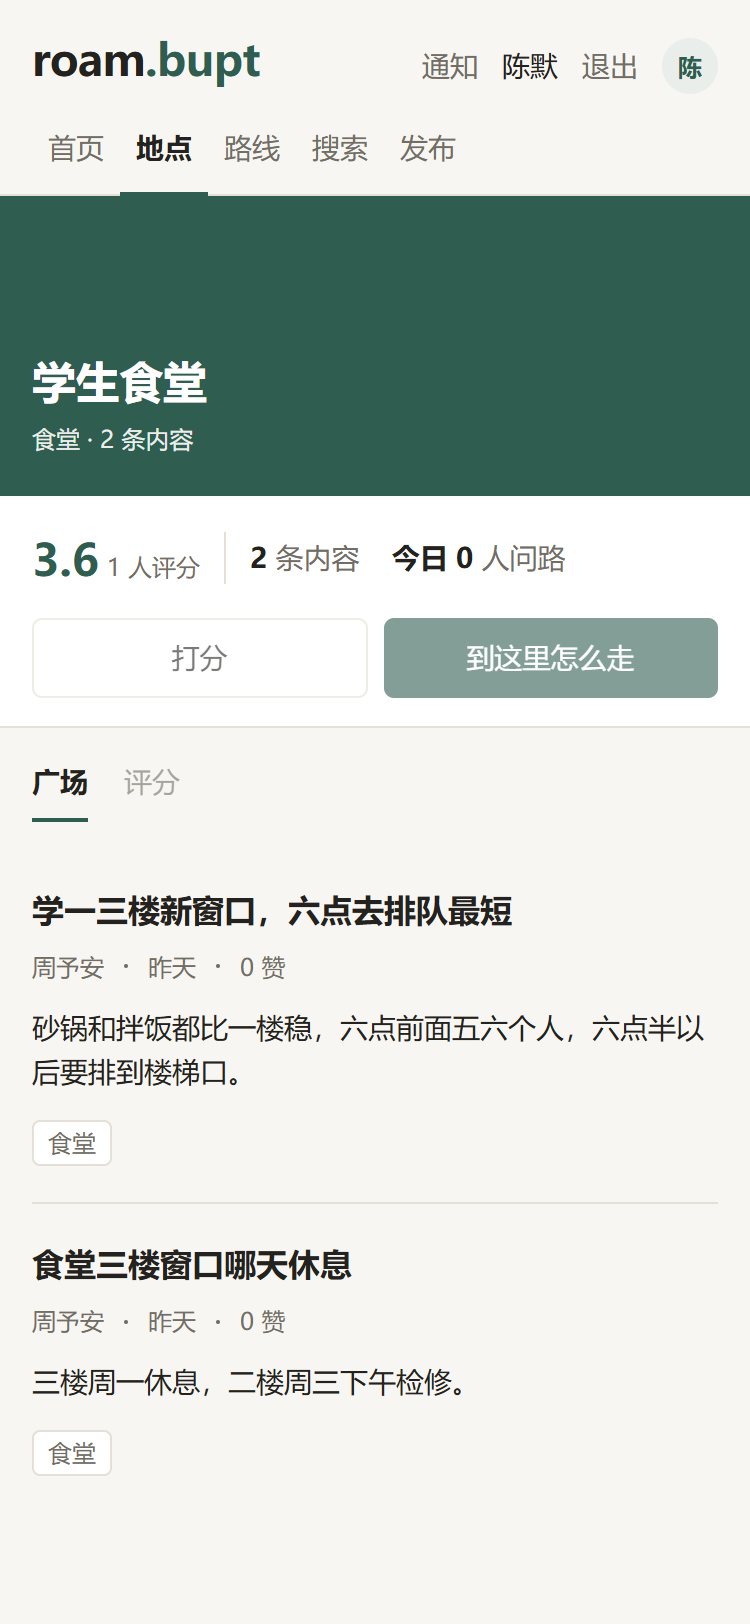 roam.bupt
通知 陈默 退出 陈
首页 地点 路线 搜索 发布
学生食堂
食堂 · 2 条内容
3.6 1 人评分 2 条内容 今日 0 人问路
打分 到这里怎么走
广场 评分
学一三楼新窗口，六点去排队最短
周予安 · 昨天 · 0 赞
砂锅和拌饭都比一楼稳，六点前面五六个人，六点半以
后要排到楼梯口。
食堂
食堂三楼窗口哪天休息
周予安 · 昨天 · 0 赞
三楼周一休息，二楼周三下午检修。
食堂